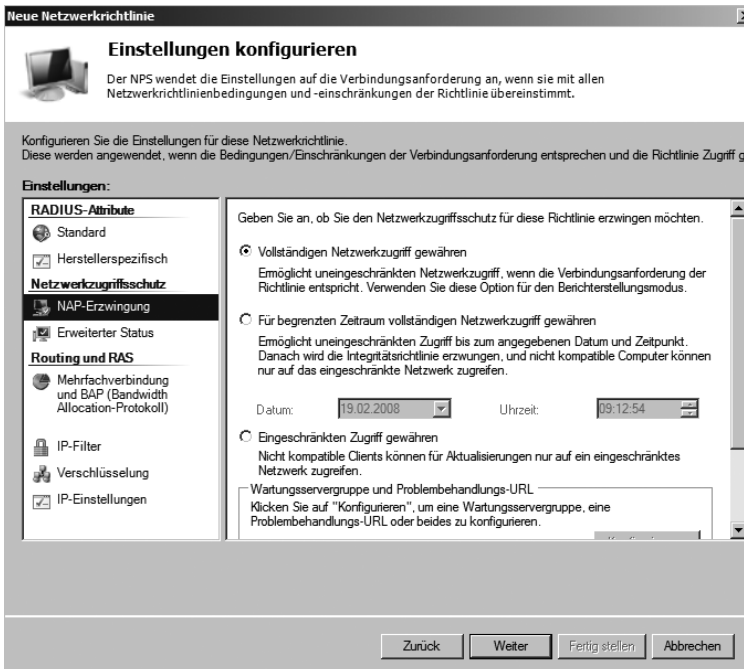 Neue Netzwerkrichtlinie
Einstellungen konfigurieren
Der NPS wendet die Einstellungen auf die Verbindungsanforderung an, wenn sie mit allen
Netzwerkrichtlinienbedingungen und -einschränkungen der Richtlinie übereinstimmt.
Konfigurieren Sie die Einstellungen für diese Netzwerkrichtlinie.
Diese werden angewendet, wenn die Bedingungen/Einschränkungen der Verbindungsanforderung entsprechen und die Richtlinie Zugriff g
Einstellungen:
RADIUS-Attribute
Standard
Herstellerspezifisch
Netzwerkzugriffsschutz
NAP-Erzwingung
Erweiterter Status
Routing und RAS
Mehrfachverbindung
und BAP (Bandwidth
Allocation-Protokoll)
IP-Filter
Verschlüsselung
IP-Einstellungen
Geben Sie an, ob Sie den Netzwerkzugriffsschutz für diese Richtlinie erzwingen möchten.
Vollständigen Netzwerkzugriff gewähren
Ermöglicht uneingeschränkten Netzwerkzugriff, wenn die Verbindungsanforderung der
Richtlinie entspricht. Verwenden Sie diese Option für den Berichterstellungsmodus.
Für begrenzten Zeitraum vollständigen Netzwerkzugriff gewähren
Ermöglicht uneingeschränkten Zugriff bis zum angegebenen Datum und Zeitpunkt.
Danach wird die Integritätsrichtlinie erzwungen, und nicht kompatible Computer können
nur auf das eingeschränkte Netzwerk zugreifen.
Datum: 19.02.2008 Uhrzeit: 09:12:54
Eingeschränkten Zugriff gewähren
Nicht kompatible Clients können für Aktualisierungen nur auf ein eingeschränktes
Netzwerk zugreifen.
Wartungsservergruppe und Problembehandlungs-URL
Klicken Sie auf "Konfigurieren", um eine Wartungsservergruppe, eine
Problembehandlungs-URL oder beides zu konfigurieren.
Zurück Weiter Fertig stellen Abbrechen